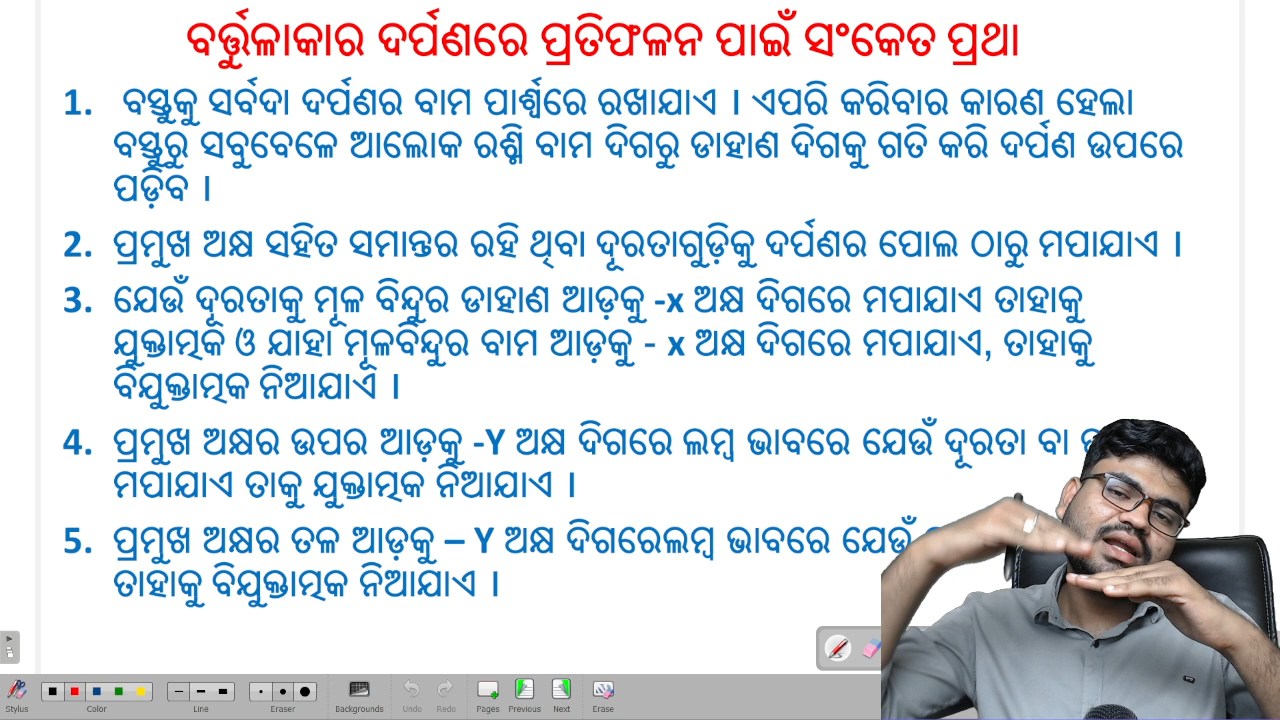 ବର୍ତ୍ତୁଳାକାର ଦର୍ପଣରେ ପ୍ରତିଫଳନ ପାଇଁ ସଂକେତ ପ୍ରଥା
1. ବସ୍ତୁକୁ ସର୍ବଦା ଦର୍ପଣର ବାମ ପାର୍ଶ୍ଵରେ ରଖାଯାଏ । ଏପରି କରିବାର କାରଣ ହେଲା
ବସ୍ତୁରୁ ସବୁବେଳେ ଆଲୋକ ରଶ୍ମି ବାମ ଦିଗରୁ ଡାହାଣ ଦିଗକୁ ଗତି କରି ଦର୍ପଣ ଉପରେ
ପଡ଼ିବ ।
2. ପ୍ରମୁଖ ଅକ୍ଷ ସହିତ ସମାନ୍ତର ରହି ଥିବା ଦୂରତାଗୁଡ଼ିକୁ ଦର୍ପଣର ପୋଲ ଠାରୁ ମପାଯାଏ ।
3. ଯେଉଁ ଦୂରତାକୁ ମୂଳ ବିନ୍ଦୁର ଡାହାଣ ଆଡ଼କୁ -x ଅକ୍ଷ ଦିଗରେ ମପାଯାଏ ତାହାକୁ
ଯୁକ୍ତାତ୍ମକ ଓ ଯାହା ମୂଳବିନ୍ଦୁର ବାମ ଆଡ଼କୁ - x ଅକ୍ଷ ଦିଗରେ ମପାଯାଏ, ତାହାକୁ
ବିଯୁକ୍ତାତ୍ମକ ନିଆଯାଏ ।
4. ପ୍ରମୁଖ ଅକ୍ଷର ଉପର ଆଡ଼କୁ -Y ଅକ୍ଷ ଦିଗରେ ଲମ୍ବ ଭାବରେ ଯେଉଁ ଦୂରତା ବା
ମପାଯାଏ ତାକୁ ଯୁକ୍ତାତ୍ମକ ନିଆଯାଏ ।
5. ପ୍ରମୁଖ ଅକ୍ଷର ତଳ ଆଡ଼କୁ – Y ଅକ୍ଷ ଦିଗରେଲମ୍ବ ଭାବରେ ଯେଉଁ
ତାହାକୁ ବିଯୁକ୍ତାତ୍ମକ ନିଆଯାଏ ।
Stylus Color Line Eraser Backgrounds Undo Redo Pages Previous Next Erase